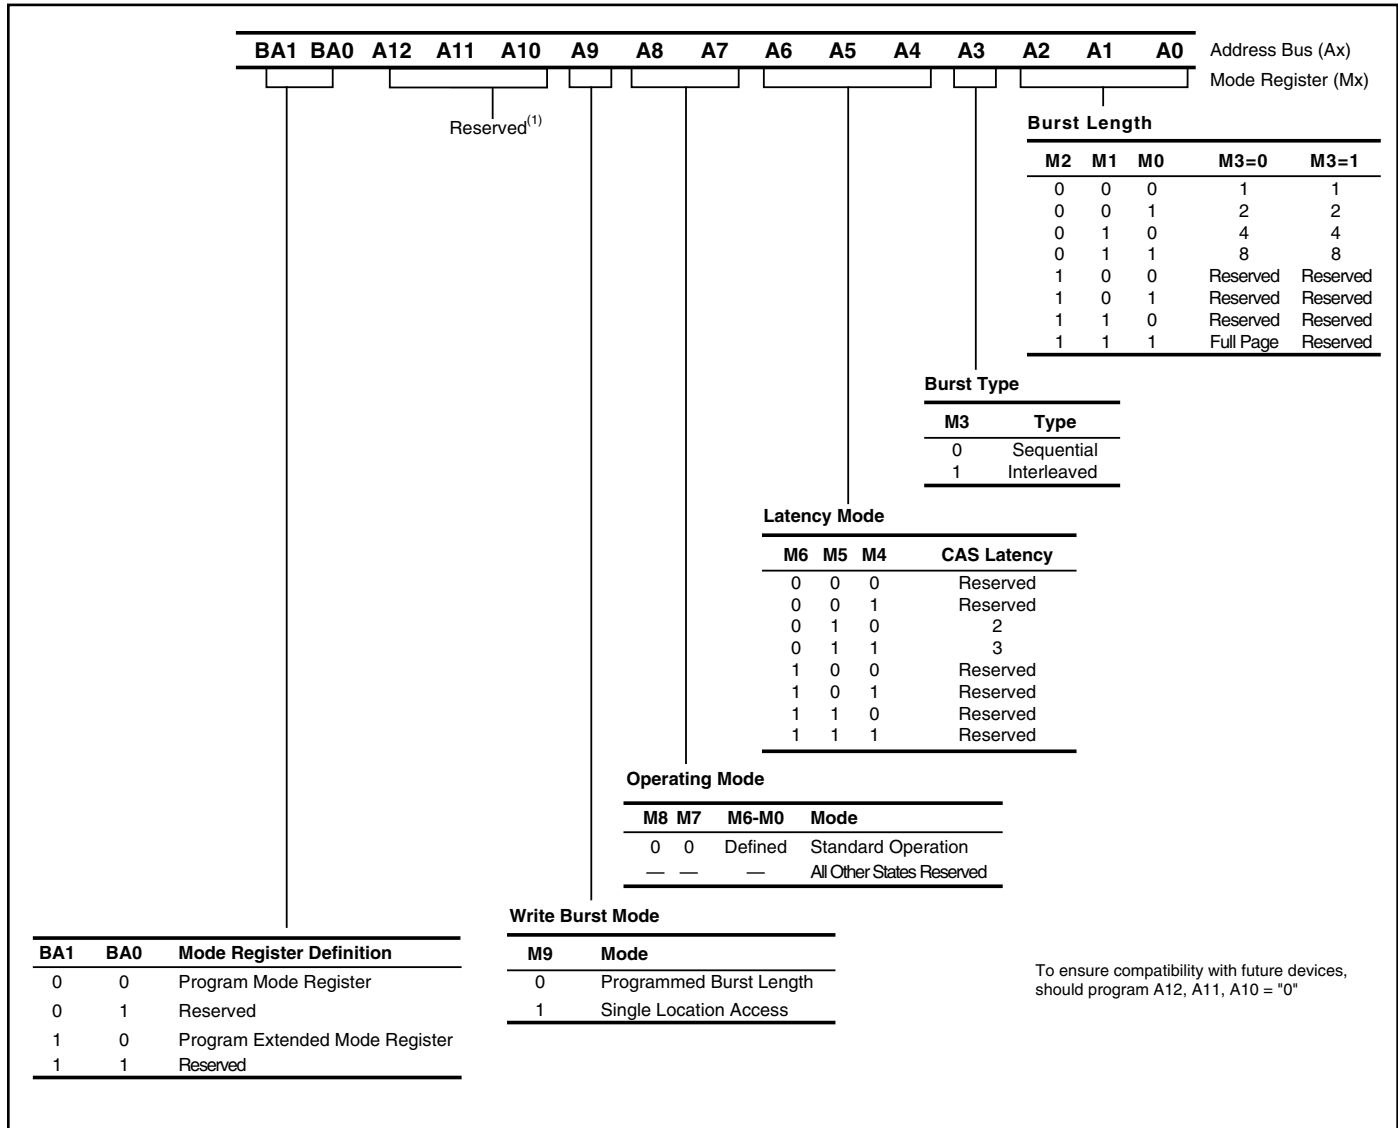 BA1 BA0 A12 A11 A10 A9 A8 A7 A6 A5 A4 A3 A2 A1 A0 Address Bus (Ax)
Mode Register (Mx)
Reserved(1)
Burst Length
M2 M1 M0 M3=0 M3=1
0 0 0 1 1
0 0 1 2 2
0 1 0 4 4
0 1 1 8 8
1 0 0 Reserved Reserved
1 0 1 Reserved Reserved
1 1 0 Reserved Reserved
1 1 1 Full Page Reserved
Burst Type
M3 Type
0 Sequential
1 Interleaved
Latency Mode
M6 M5 M4 CAS Latency
0 0 0 Reserved
0 0 1 Reserved
0 1 0 2
0 1 1 3
1 0 0 Reserved
1 0 1 Reserved
1 1 0 Reserved
1 1 1 Reserved
Operating Mode
M8 M7 M6-M0 Mode
0 0 Defined Standard Operation
— — — All Other States Reserved
Write Burst Mode
M9 Mode
0 Programmed Burst Length
1 Single Location Access
BA1 BA0 Mode Register Definition
0 0 Program Mode Register
0 1 Reserved
1 0 Program Extended Mode Register
1 1 Reserved
To ensure compatibility with future devices,
should program A12, A11, A10 = "0"